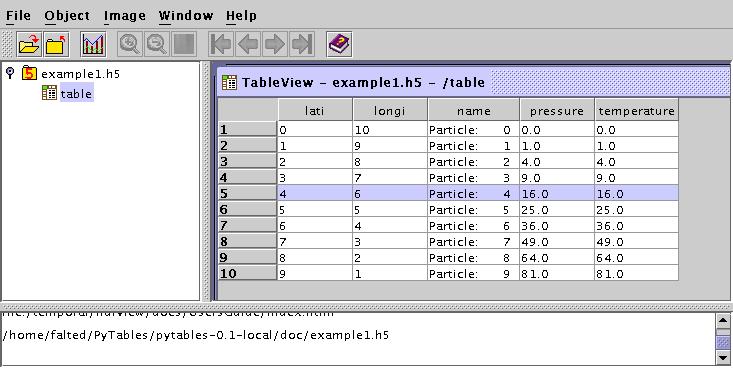 File Object Image Window Help
example1.h5
table
TableView – example1.h5 – /table
lati longi name pressure temperature
1 0 10 Particle: 0 0.0 0.0
2 1 9 Particle: 1 1.0 1.0
3 2 8 Particle: 2 4.0 4.0
4 3 7 Particle: 3 9.0 9.0
5 4 6 Particle: 4 16.0 16.0
6 5 5 Particle: 5 25.0 25.0
7 6 4 Particle: 6 36.0 36.0
8 7 3 Particle: 7 49.0 49.0
9 8 2 Particle: 8 64.0 64.0
10 9 1 Particle: 9 81.0 81.0
/home/falted/PyTables/pytables-0.1-local/doc/example1.h5